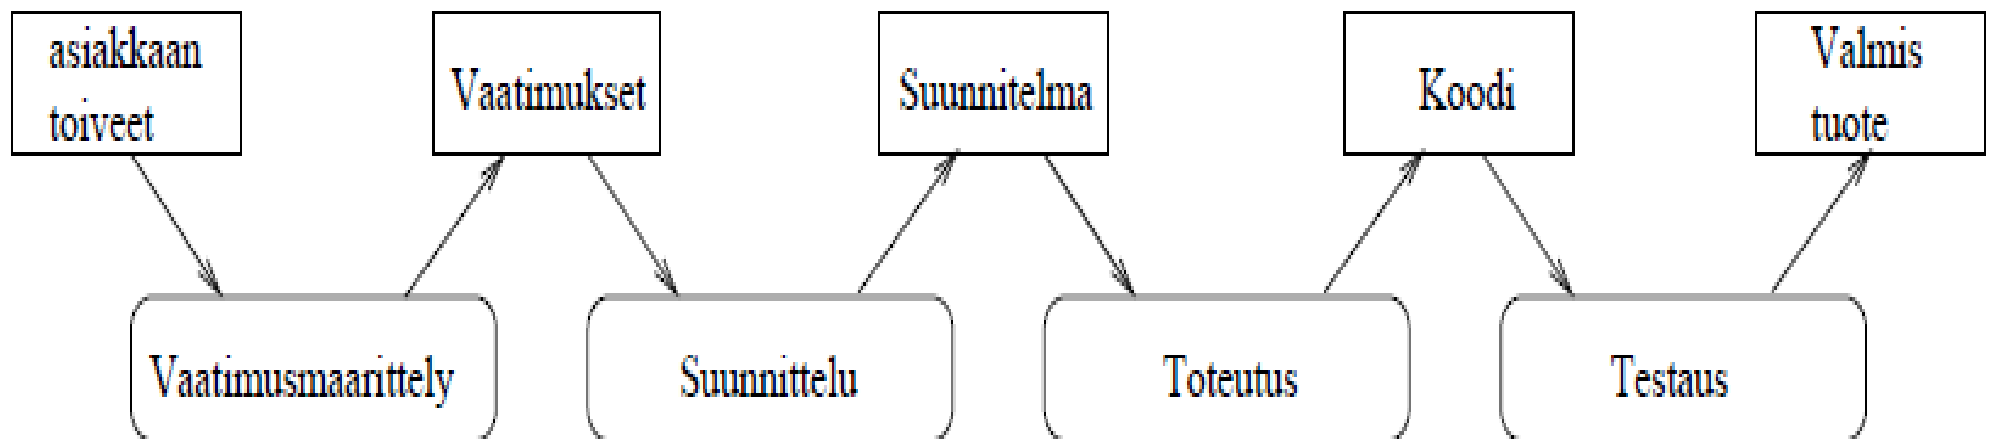 asiakkaan
toiveet
Vaatimukset
Suunnitelma
Koodi
Valmis
tuote
Vaatimusmaarittely
Suunnittelu
Toteutus
Testaus